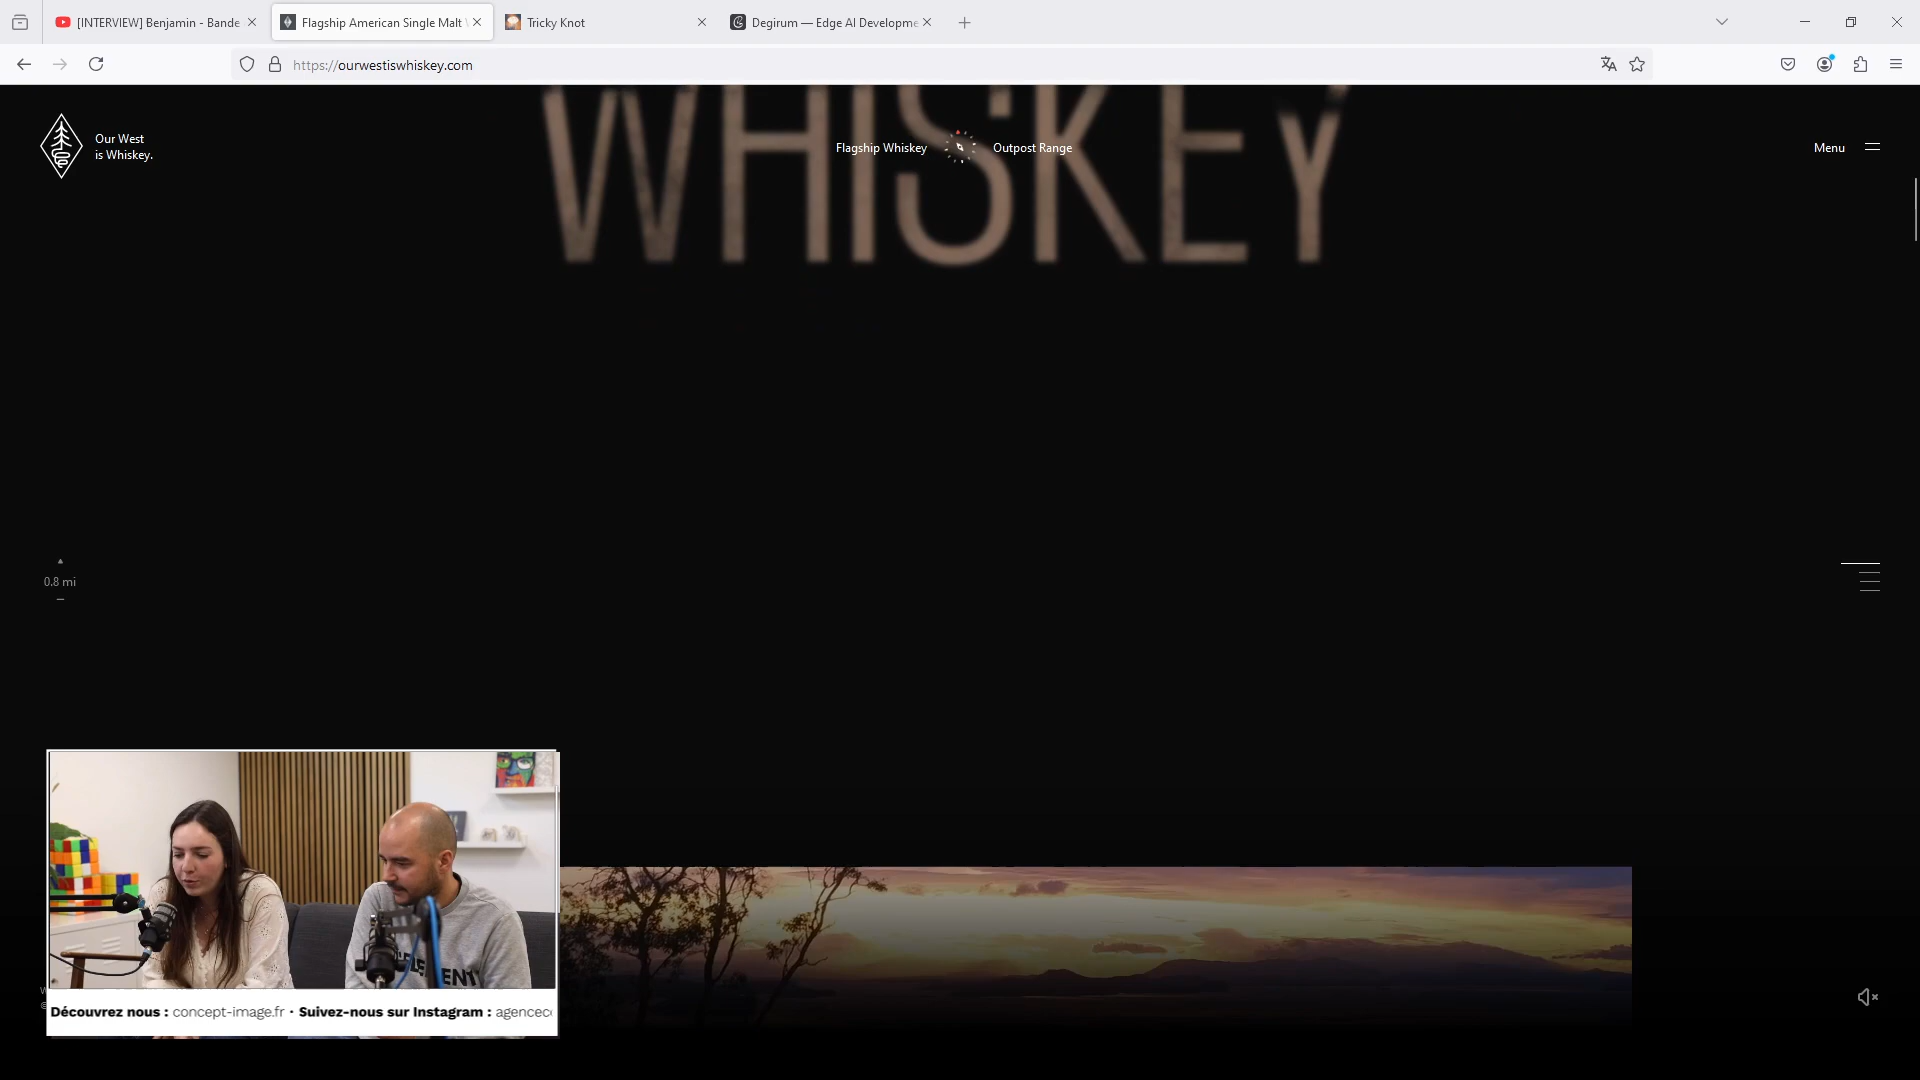 [INTERVIEW] Benjamin - Bande
Flagship American Single Malt
Tricky Knot
Degirum — Edge AI Developme
https://ourwestiswhiskey.com
WHISKEY
Our West
is Whiskey.
Flagship Whiskey
Outpost Range
Menu
0.8 mi
Découvrez nous : concept-image.fr · Suivez-nous sur Instagram : agencec